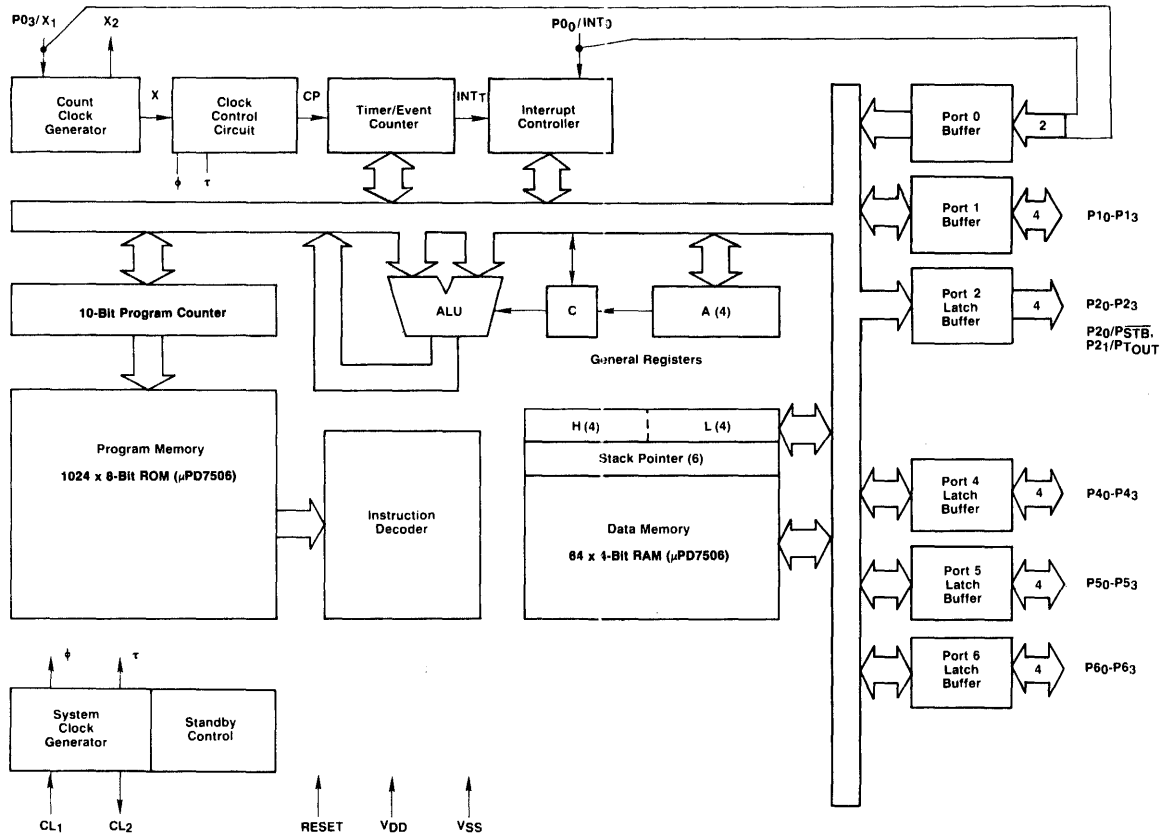 P0₃/X₁
X₂
P0₀/INT₀
Count
Clock
Generator
X
Clock
Control
Circuit
CP
Timer/Event
Counter
INT_T
Interrupt
Controller
Port 0
Buffer
2
ϕ
τ
Port 1
Buffer
4
P1₀-P1₃
10-Bit Program Counter
ALU
C
A (4)
General Registers
Port 2
Latch
Buffer
4
P2₀-P2₃
P2₀/PS̅T̅B̅.
P2₁/PTOUT
Program Memory
1024 x 8-Bit ROM (µPD7506)
Instruction
Decoder
H (4)
L (4)
Stack Pointer (6)
Data Memory
64 x 4-Bit RAM (µPD7506)
Port 4
Latch
Buffer
4
P4₀-P4₃
Port 5
Latch
Buffer
4
P5₀-P5₃
Port 6
Latch
Buffer
4
P6₀-P6₃
ϕ
τ
System
Clock
Generator
Standby
Control
CL₁
CL₂
RESET
VDD
VSS